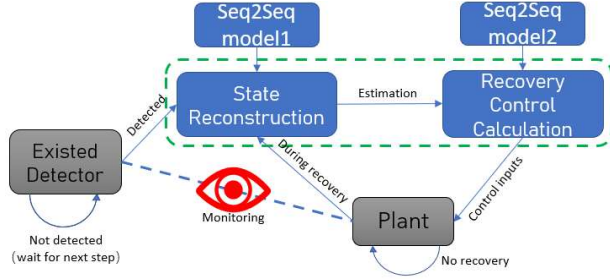 Seq2Seq
model1
Seq2Seq
model2
State
Reconstruction
Estimation
Recovery
Control
Calculation
Detected
Existed
Detector
During recovery
Monitoring
Control inputs
Plant
Not detected
(wait for next step)
No recovery